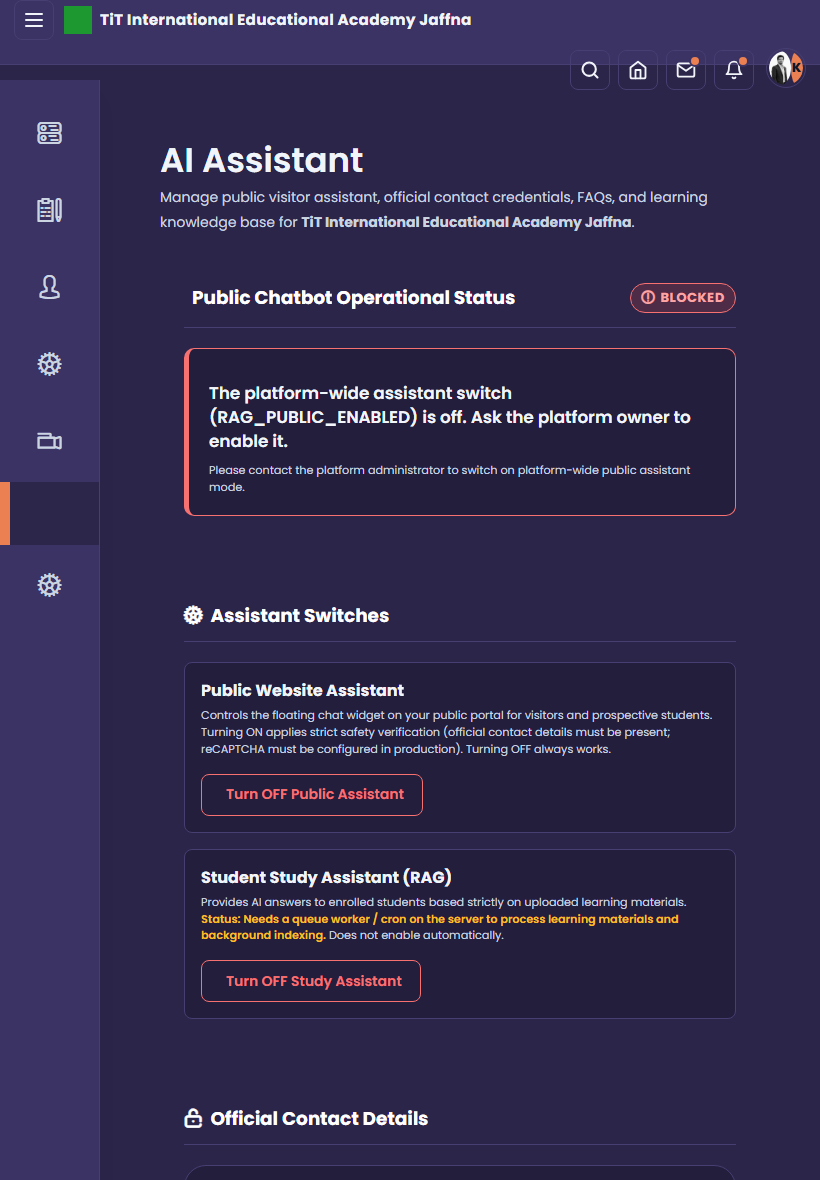 TiT International Educational Academy Jaffna
K
AI Assistant
Manage public visitor assistant, official contact credentials, FAQs, and learning
knowledge base for TiT International Educational Academy Jaffna.
Public Chatbot Operational Status
BLOCKED
The platform-wide assistant switch
(RAG_PUBLIC_ENABLED) is off. Ask the platform owner to
enable it.
Please contact the platform administrator to switch on platform-wide public assistant
mode.
Assistant Switches
Public Website Assistant
Controls the floating chat widget on your public portal for visitors and prospective students.
Turning ON applies strict safety verification (official contact details must be present;
reCAPTCHA must be configured in production). Turning OFF always works.
Turn OFF Public Assistant
Student Study Assistant (RAG)
Provides AI answers to enrolled students based strictly on uploaded learning materials.
Status: Needs a queue worker / cron on the server to process learning materials and
background indexing. Does not enable automatically.
Turn OFF Study Assistant
Official Contact Details